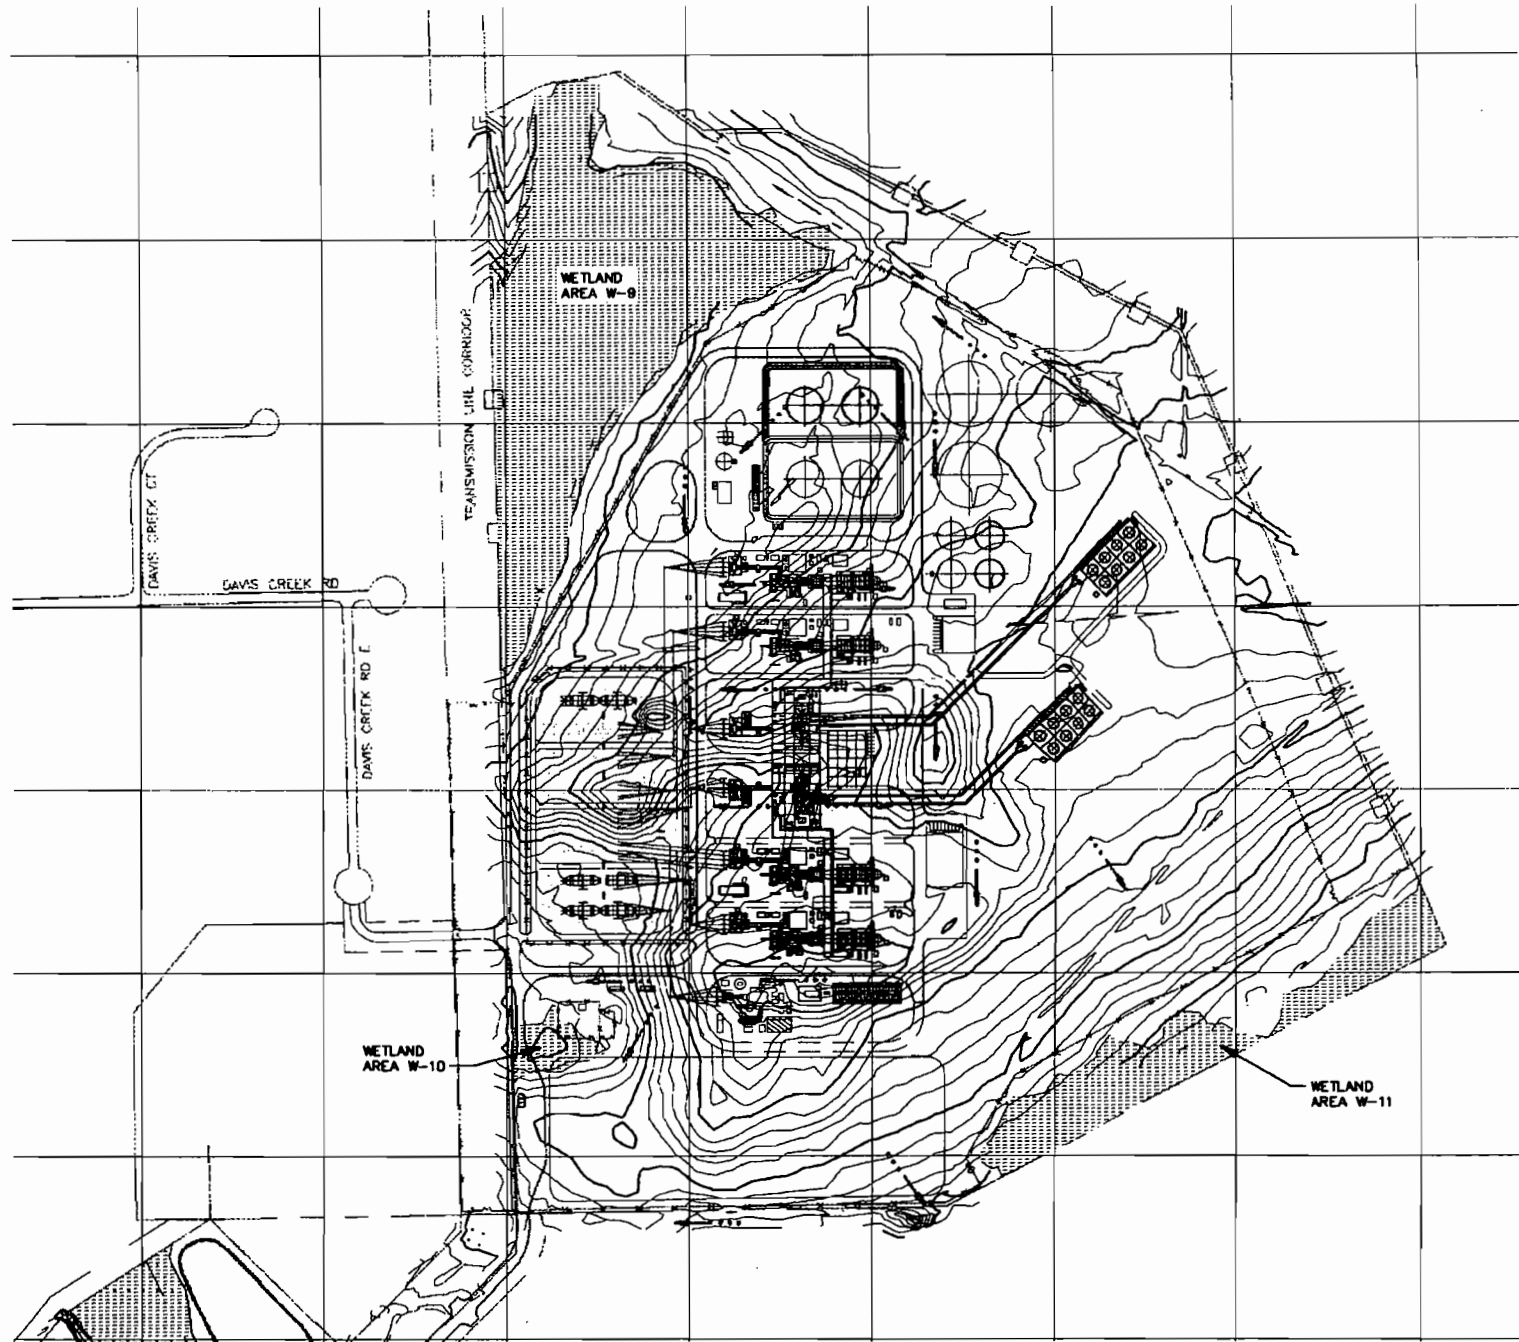 WETLAND
AREA W-9
TRANSMISSION LINE CORRIDOR
DAVIS CREEK CT
DAVIS CREEK RD
DAVIS CREEK RD E
WETLAND
AREA W-10
WETLAND
AREA W-11